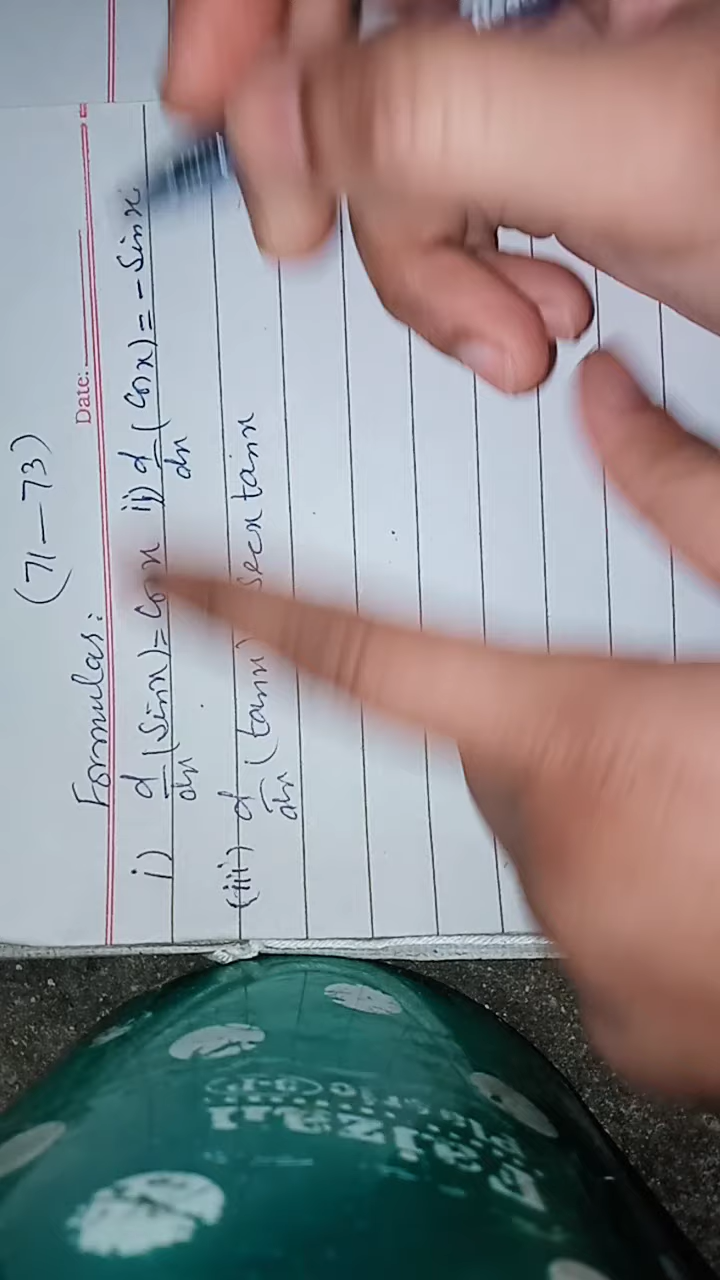 (71-73)
Date:
Formulas:
i) d/dx (Sinx) = Cosx ii) d/dx (Cosx) = -Sinx
(iii) d/dx (tanx) secx tanx